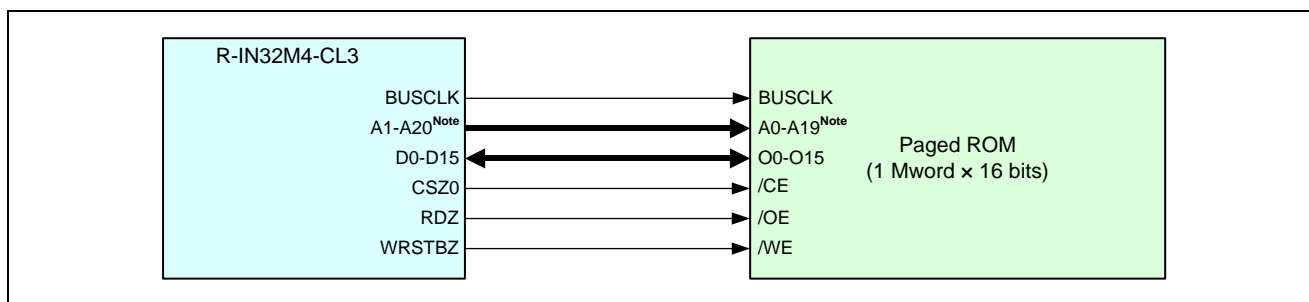 R-IN32M4-CL3
BUSCLK
A1-A20Note
D0-D15
CSZ0
RDZ
WRSTBZ
BUSCLK
A0-A19Note
O0-O15
/CE
/OE
/WE
Paged ROM
(1 Mword × 16 bits)